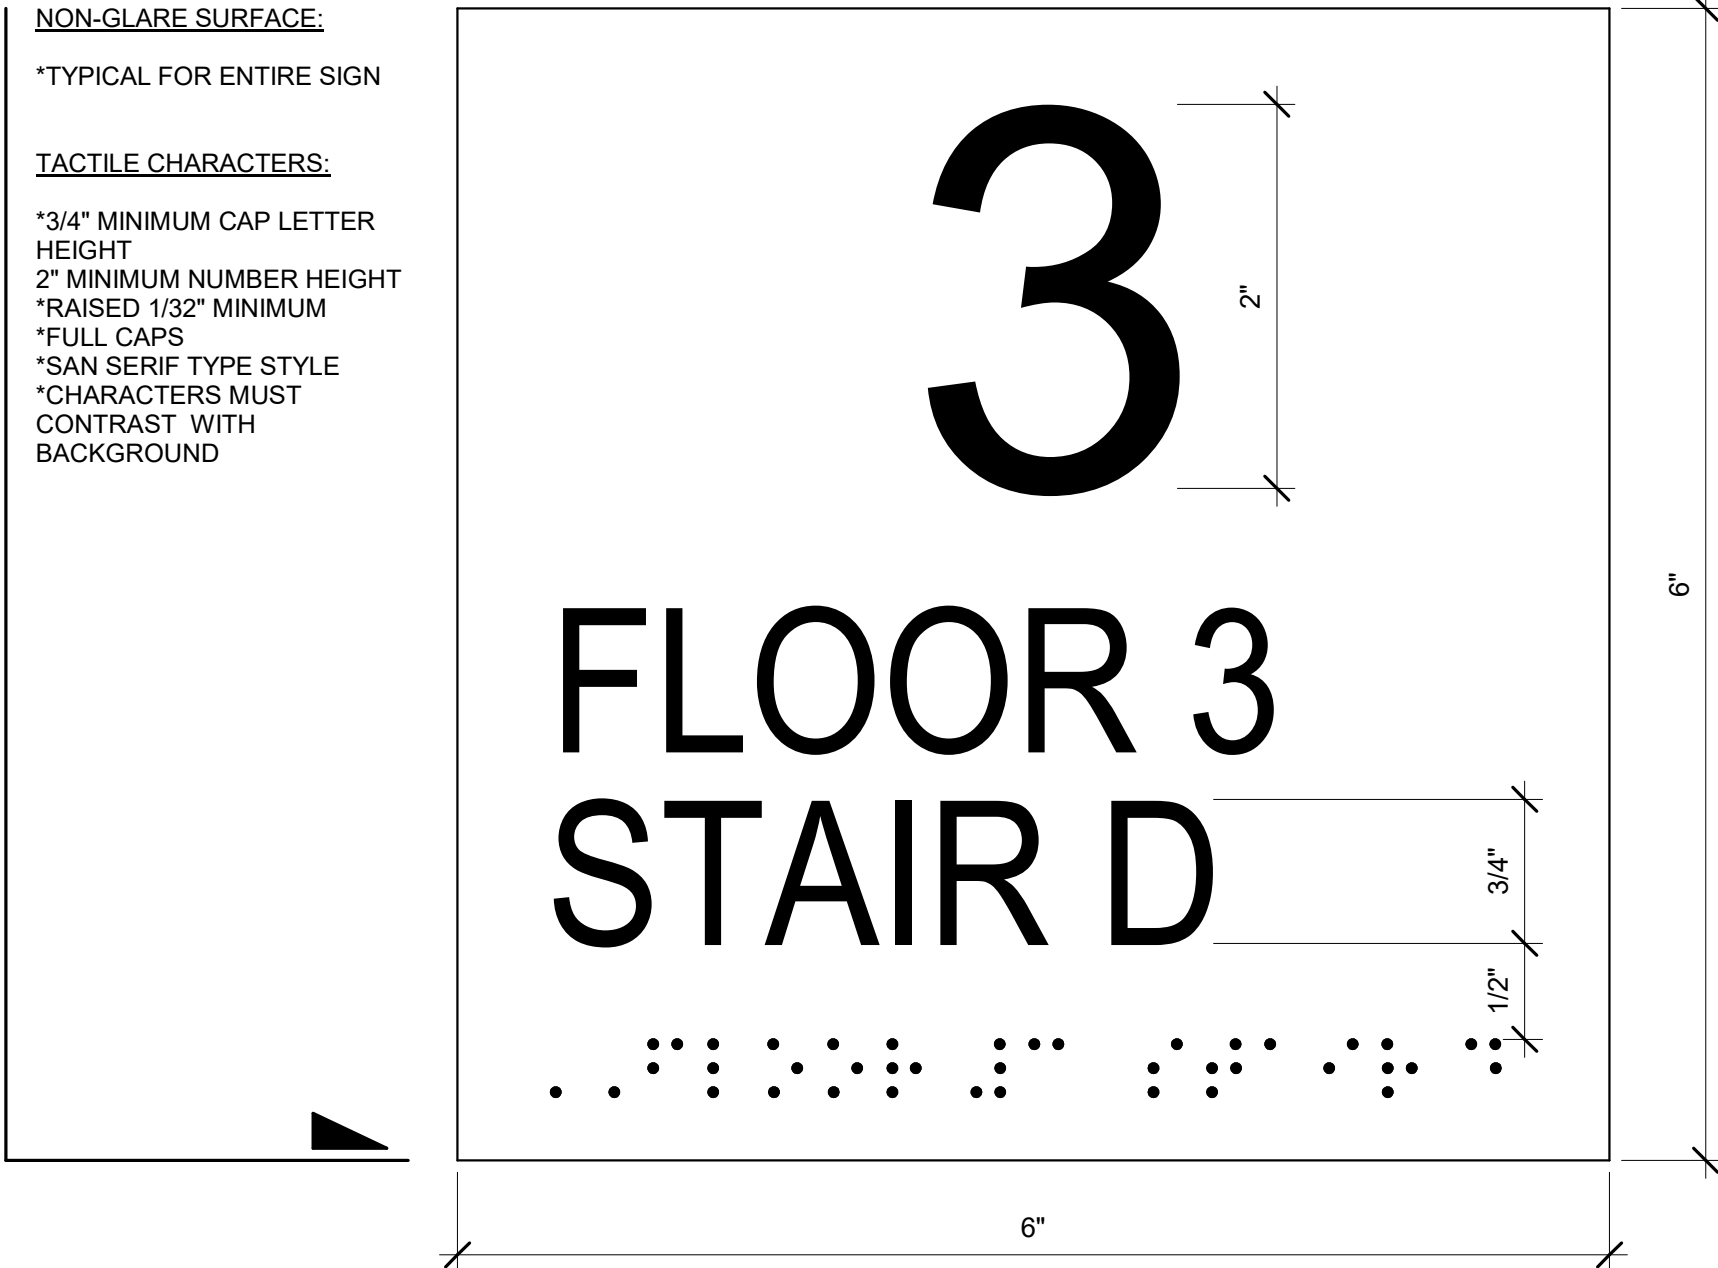 NON-GLARE SURFACE:
*TYPICAL FOR ENTIRE SIGN
TACTILE CHARACTERS:
*3/4" MINIMUM CAP LETTER
HEIGHT
2" MINIMUM NUMBER HEIGHT
*RAISED 1/32" MINIMUM
*FULL CAPS
*SAN SERIF TYPE STYLE
*CHARACTERS MUST
CONTRAST WITH
BACKGROUND
3
2"
6"
FLOOR 3
STAIR D
3/4"
1/2"
⠠⠠⠋⠇⠕⠕⠗ ⠼⠉ ⠎⠞⠁⠊⠗ ⠙
6"